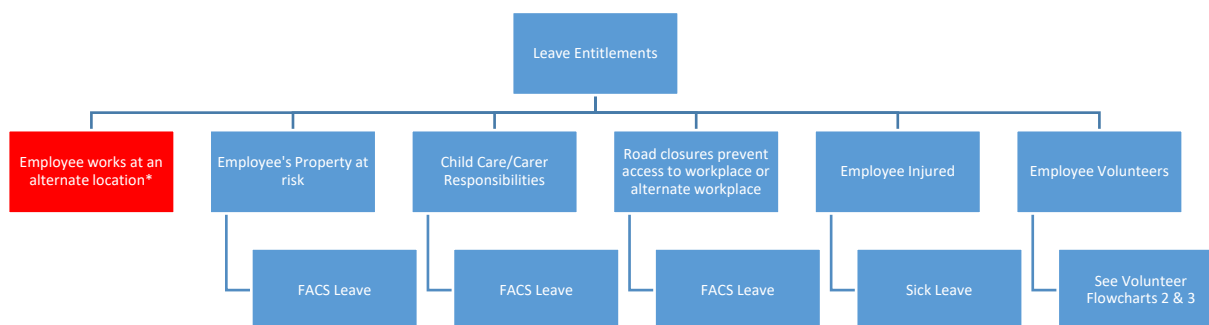 Leave Entitlements
Employee works at an
alternate location*
Employee's Property at
risk
Child Care/Carer
Responsibilities
Road closures prevent
access to workplace or
alternate workplace
Employee Injured
Employee Volunteers
FACS Leave
FACS Leave
FACS Leave
Sick Leave
See Volunteer
Flowcharts 2 & 3